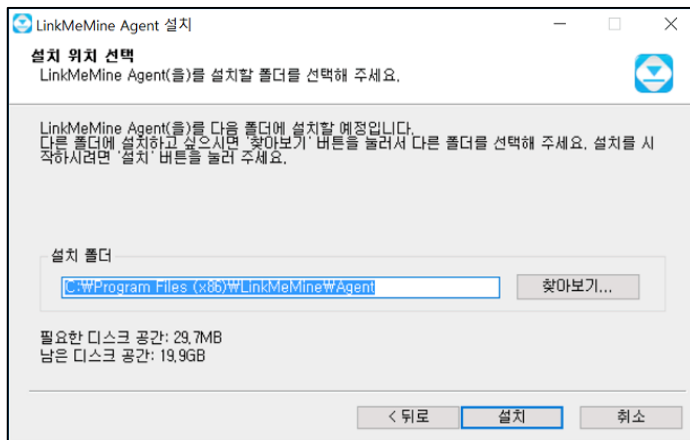 LinkMeMine Agent 설치
설치 위치 선택
LinkMeMine Agent(을)를 설치할 폴더를 선택해 주세요.
LinkMeMine Agent(을)를 다음 폴더에 설치할 예정입니다.
다른 폴더에 설치하고 싶으시면 '찾아보기' 버튼을 눌러서 다른 폴더를 선택해 주세요. 설치를 시
작하시려면 '설치' 버튼을 눌러 주세요.
설치 폴더
C:₩Program Files (x86)₩LinkMeMine₩Agent
찾아보기...
필요한 디스크 공간: 29.7MB
남은 디스크 공간: 19.9GB
< 뒤로
설치
취소